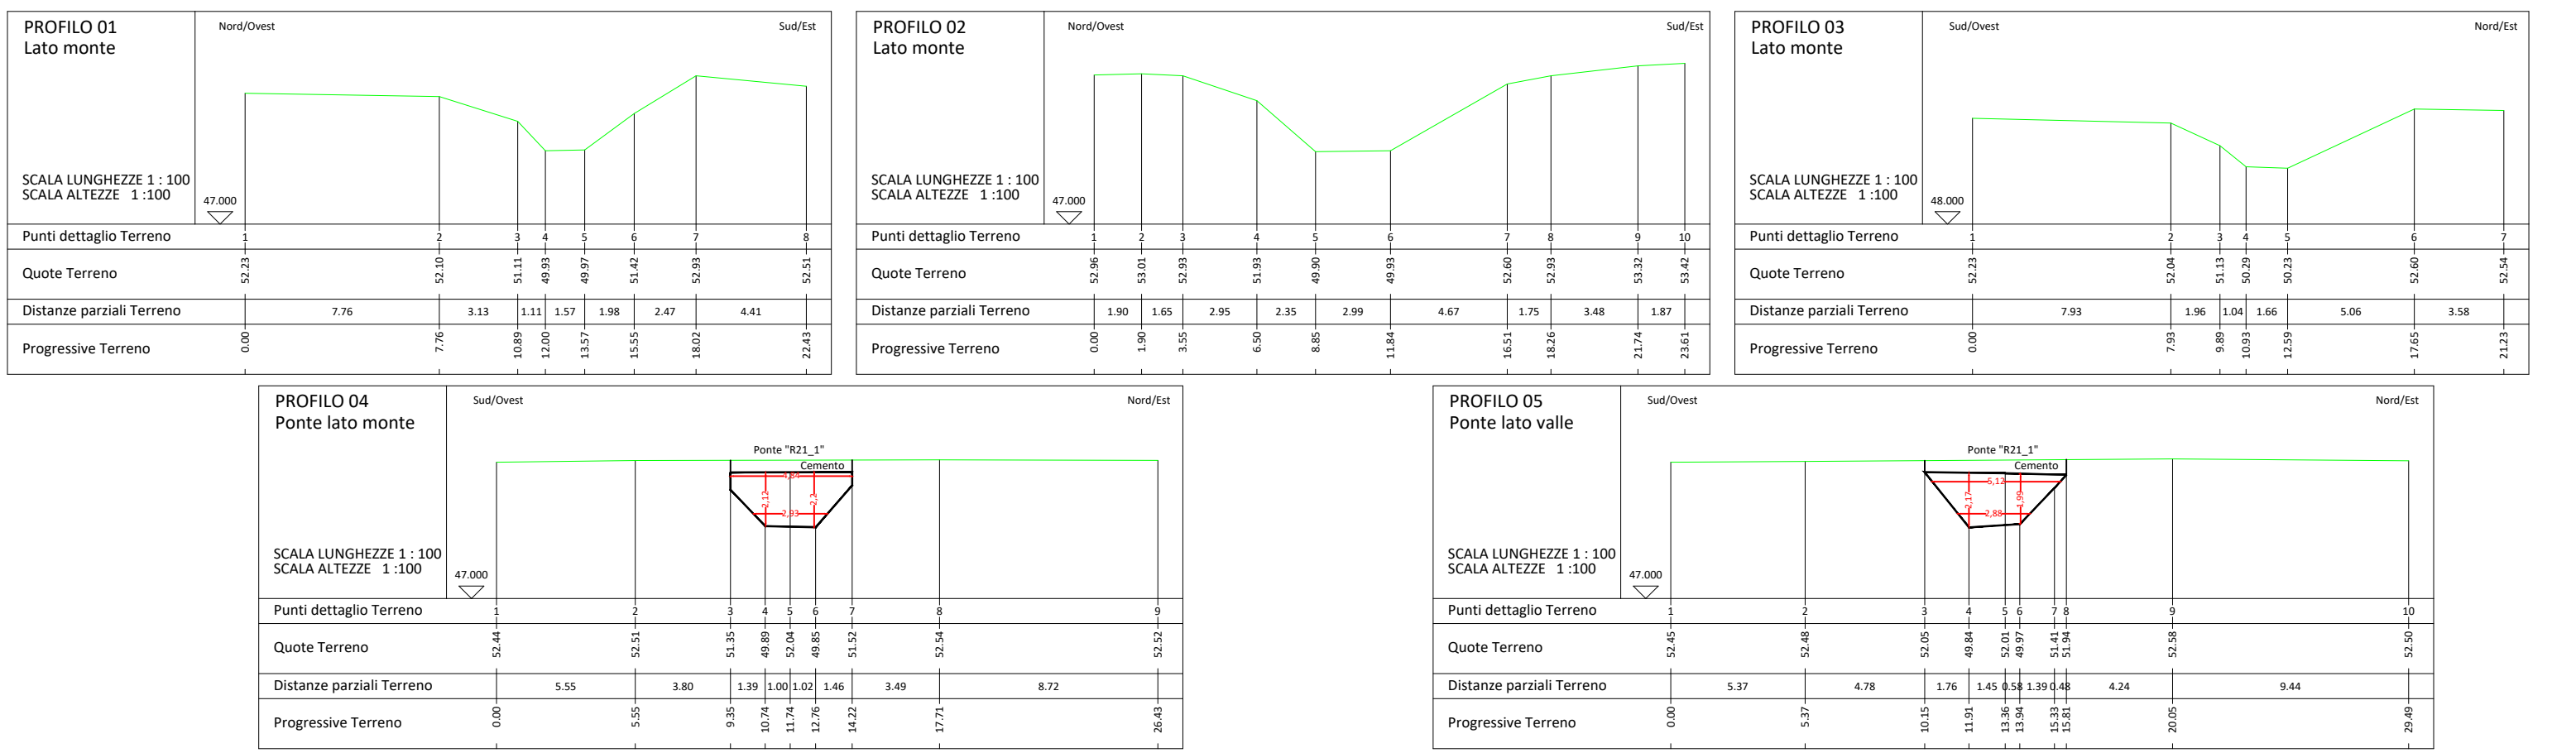 PROFILO 01
Lato monte
Nord/Ovest
Sud/Est
SCALA LUNGHEZZE 1 : 100
SCALA ALTEZZE 1 :100
47.000
Punti dettaglio Terreno 1 2 3 4 5 6 7 8
Quote Terreno 52.23 52.10 51.11 49.93 49.97 51.42 52.93 52.51
Distanze parziali Terreno 7.76 3.13 1.11 1.57 1.98 2.47 4.41
Progressive Terreno 0.00 7.76 10.89 12.00 13.57 15.55 18.02 22.43
PROFILO 02
Lato monte
Nord/Ovest
Sud/Est
SCALA LUNGHEZZE 1 : 100
SCALA ALTEZZE 1 :100
47.000
Punti dettaglio Terreno 1 2 3 4 5 6 7 8 9 10
Quote Terreno 52.96 53.01 52.93 51.93 49.90 49.93 52.60 52.93 53.32 53.42
Distanze parziali Terreno 1.90 1.65 2.95 2.35 2.99 4.67 1.75 3.48 1.87
Progressive Terreno 0.00 1.90 3.55 6.50 8.85 11.84 16.51 18.26 21.74 23.61
PROFILO 03
Lato monte
Sud/Ovest
Nord/Est
SCALA LUNGHEZZE 1 : 100
SCALA ALTEZZE 1 :100
48.000
Punti dettaglio Terreno 1 2 3 4 5 6 7
Quote Terreno 52.23 52.04 51.13 50.29 50.23 52.60 52.54
Distanze parziali Terreno 7.93 1.96 1.04 1.66 5.06 3.58
Progressive Terreno 0.00 7.93 9.89 10.93 12.59 17.65 21.23
PROFILO 04
Ponte lato monte
Sud/Ovest
Nord/Est
Ponte "R21_1"
Cemento
4,84
2,12
2,2
2,93
SCALA LUNGHEZZE 1 : 100
SCALA ALTEZZE 1 :100
47.000
Punti dettaglio Terreno 1 2 3 4 5 6 7 8 9
Quote Terreno 52.44 52.51 51.35 49.89 52.04 49.85 51.52 52.54 52.52
Distanze parziali Terreno 5.55 3.80 1.39 1.00 1.02 1.46 3.49 8.72
Progressive Terreno 0.00 5.55 9.35 10.74 11.74 12.76 14.22 17.71 26.43
PROFILO 05
Ponte lato valle
Sud/Ovest
Nord/Est
Ponte "R21_1"
Cemento
5,12
2,17
1,99
2,88
SCALA LUNGHEZZE 1 : 100
SCALA ALTEZZE 1 :100
47.000
Punti dettaglio Terreno 1 2 3 4 5 6 7 8 9 10
Quote Terreno 52.45 52.48 52.05 49.84 52.01 49.97 51.41 51.94 52.58 52.50
Distanze parziali Terreno 5.37 4.78 1.76 1.45 0.58 1.39 0.48 4.24 9.44
Progressive Terreno 0.00 5.37 10.15 11.91 13.36 13.94 15.33 15.81 20.05 29.49